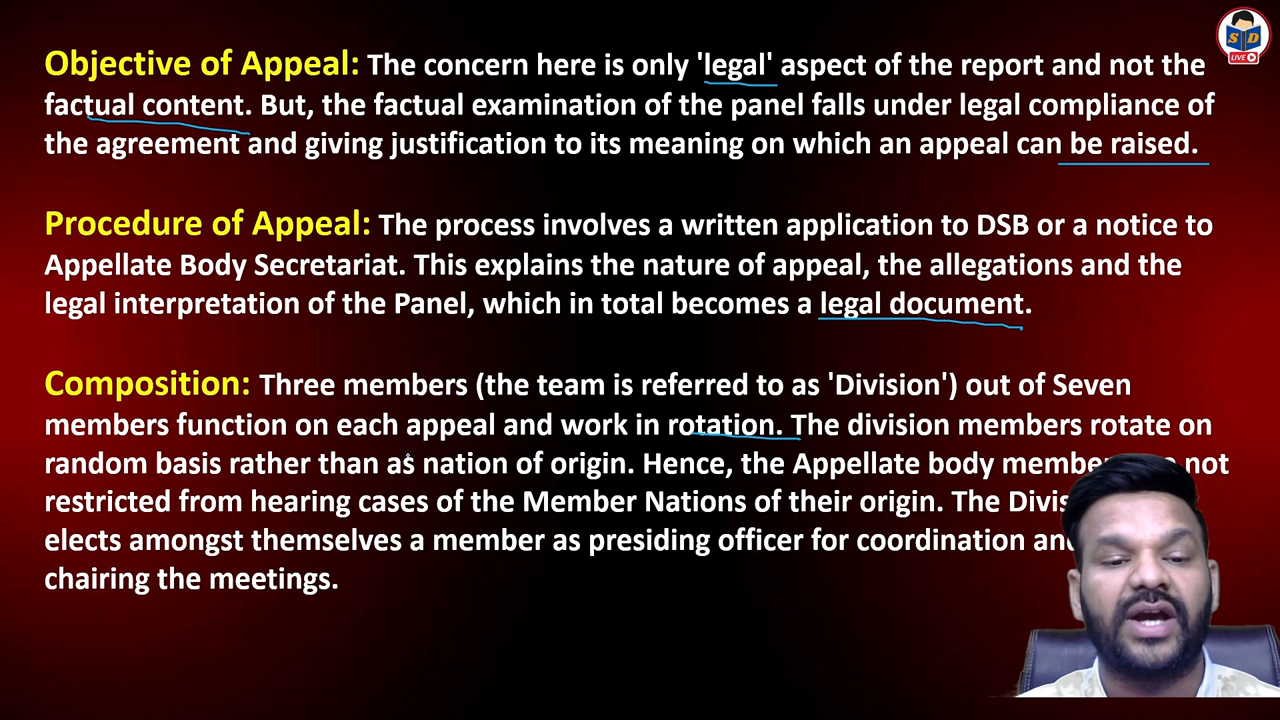 Objective of Appeal: The concern here is only 'legal' aspect of the report and not the
factual content. But, the factual examination of the panel falls under legal compliance of
the agreement and giving justification to its meaning on which an appeal can be raised.
Procedure of Appeal: The process involves a written application to DSB or a notice to
Appellate Body Secretariat. This explains the nature of appeal, the allegations and the
legal interpretation of the Panel, which in total becomes a legal document.
Composition: Three members (the team is referred to as 'Division') out of Seven
members function on each appeal and work in rotation. The division members rotate on
random basis rather than as nation of origin. Hence, the Appellate body not
restricted from hearing cases of the Member Nations of their origin. The
elects amongst themselves a member as presiding officer for coordination
chairing the meetings.
S D
LIVE